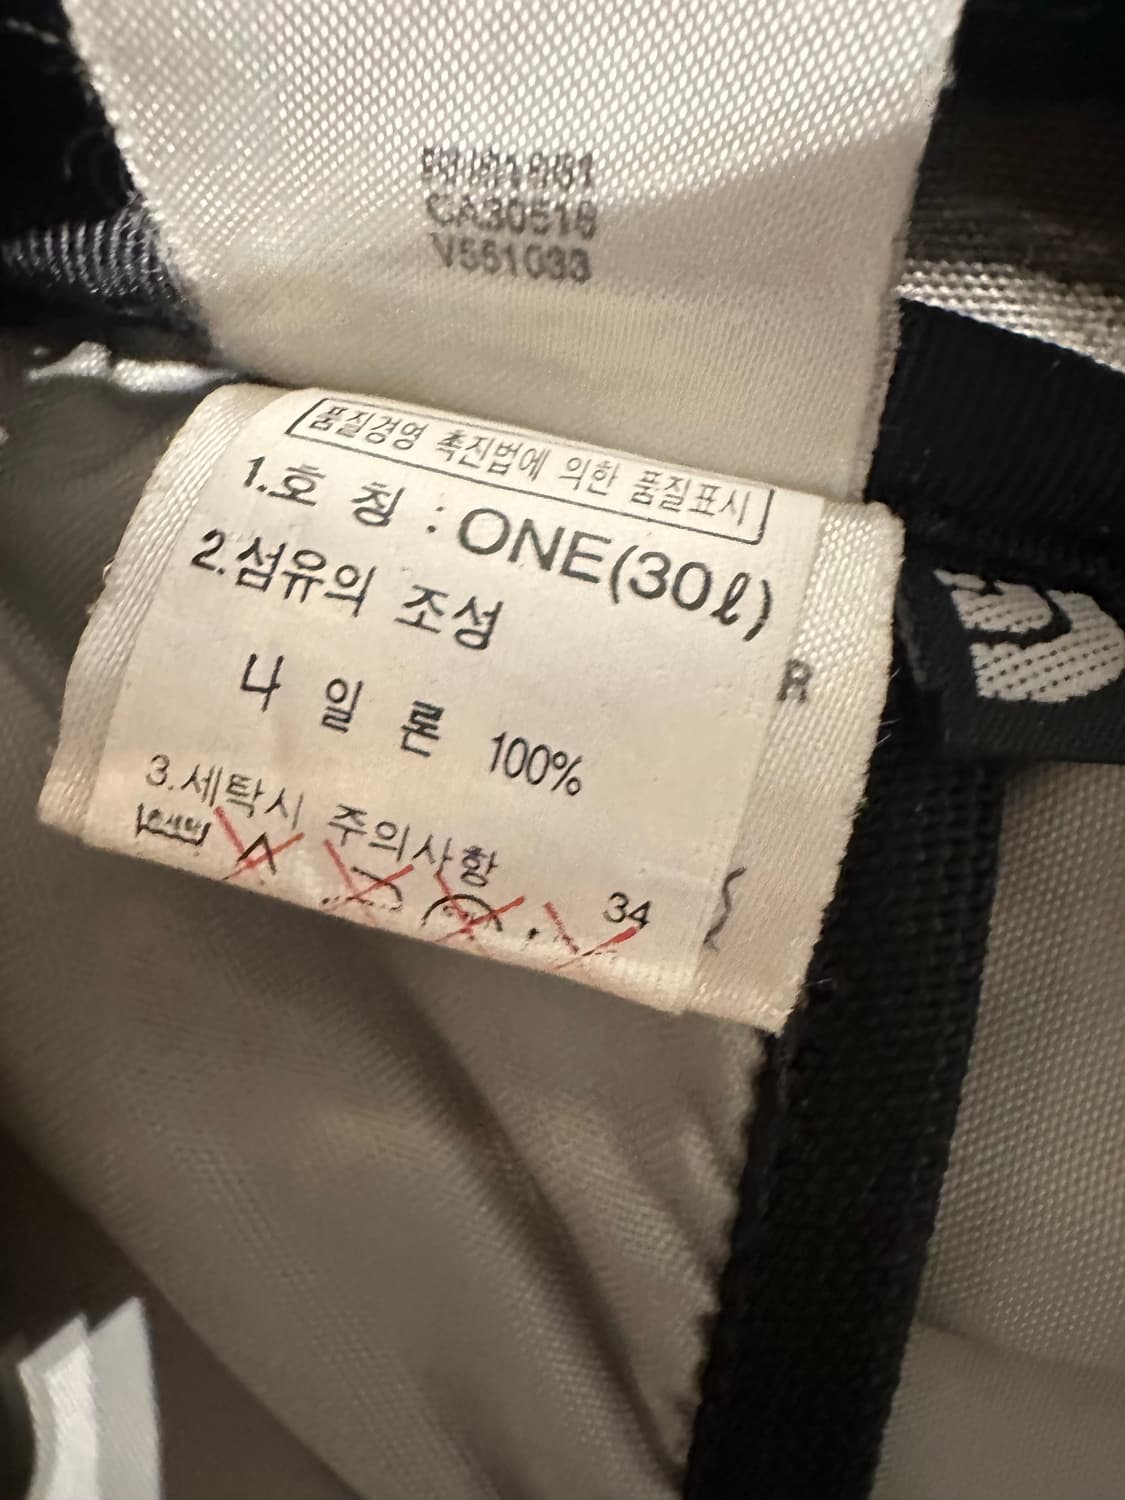 CA30516
V551033
품질경영 촉진법에 의한 품질표시
1.호 칭 : ONE(30ℓ)
2.섬유의 조성
나 일 론 100%
R
3.세탁시 주의사항
34